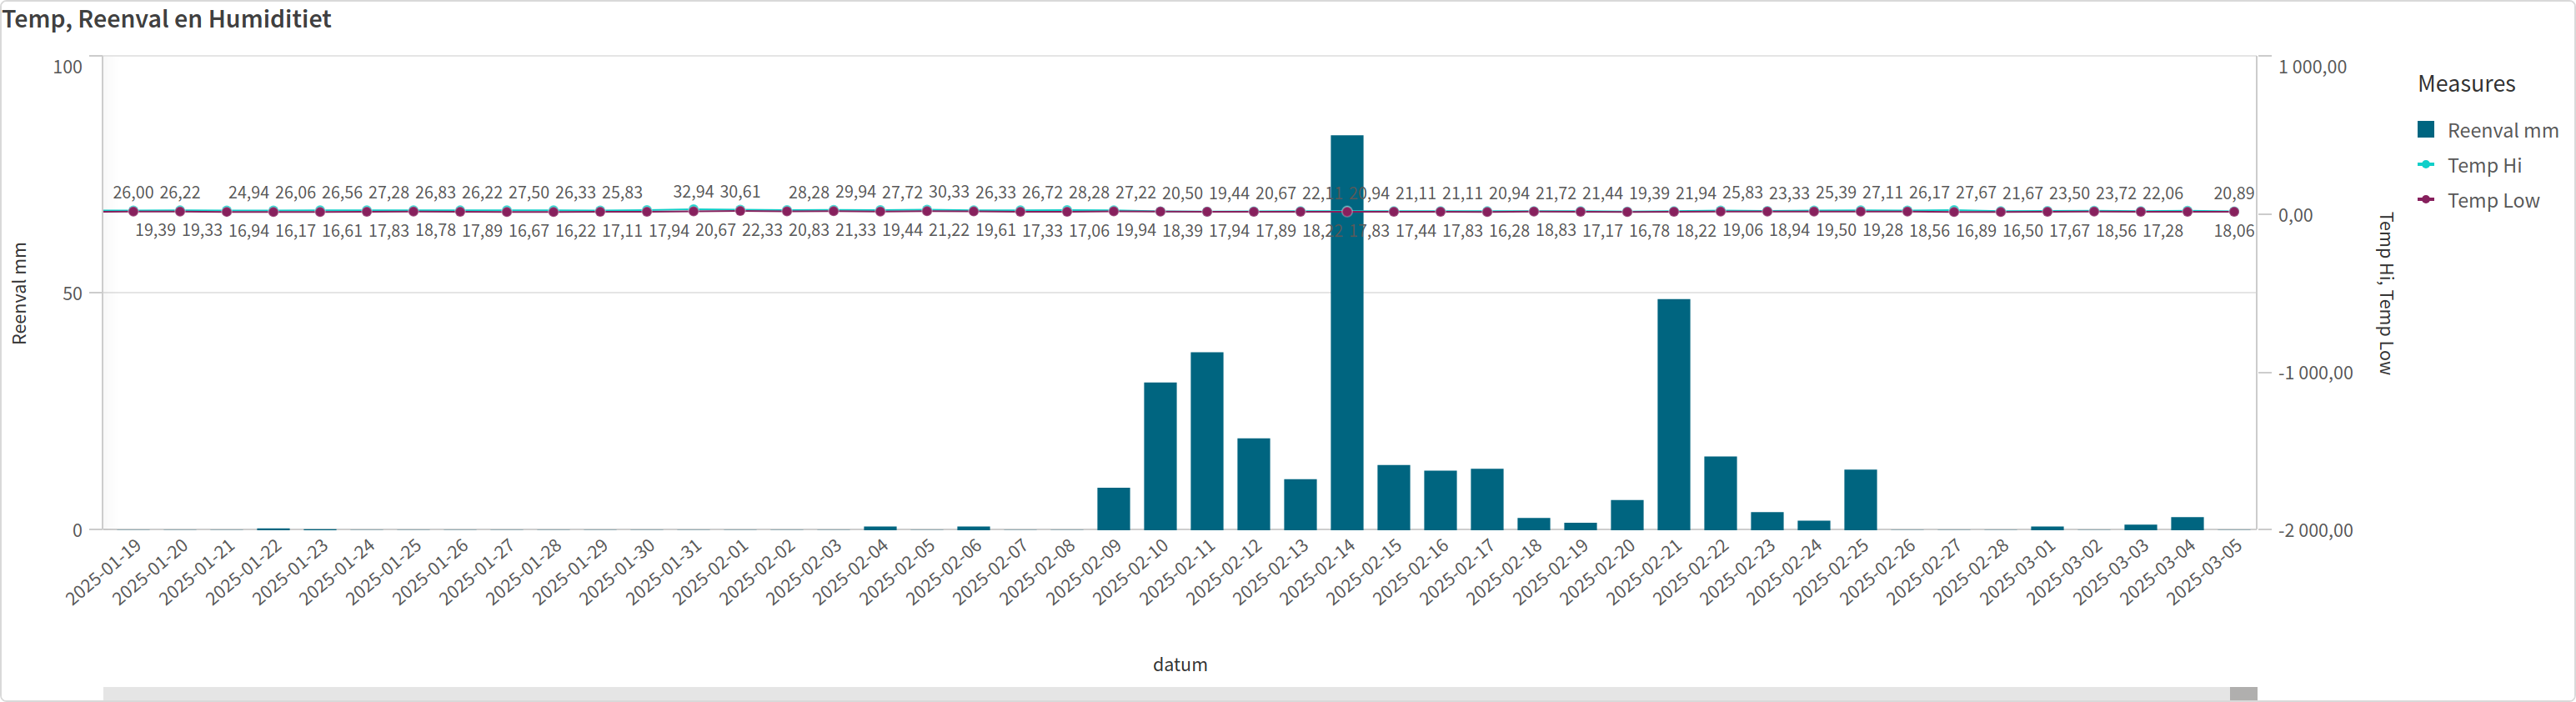 Temp, Reenval en Humiditiet
100
50
0
Reenval mm
1 000,00
0,00
-1 000,00
-2 000,00
Temp Hi, Temp Low
Measures
Reenval mm
Temp Hi
Temp Low
26,00 26,22 24,94 26,06 26,56 27,28 26,83 26,22 27,50 26,33 25,83 32,94 30,61 28,28 29,94 27,72 30,33 26,33 26,72 28,28 27,22 20,50 19,44 20,67 22,11 20,94 21,11 21,11 20,94 21,72 21,44 19,39 21,94 25,83 23,33 25,39 27,11 26,17 27,67 21,67 23,50 23,72 22,06 20,89
19,39 19,33 16,94 16,17 16,61 17,83 18,78 17,89 16,67 16,22 17,11 17,94 20,67 22,33 20,83 21,33 19,44 21,22 19,61 17,33 17,06 19,94 18,39 17,94 17,89 18,22 17,83 17,44 17,83 16,28 18,83 17,17 16,78 18,22 19,06 18,94 19,50 19,28 18,56 16,89 16,50 17,67 18,56 17,28 18,06
2025-01-19 2025-01-20 2025-01-21 2025-01-22 2025-01-23 2025-01-24 2025-01-25 2025-01-26 2025-01-27 2025-01-28 2025-01-29 2025-01-30 2025-01-31 2025-02-01 2025-02-02 2025-02-03 2025-02-04 2025-02-05 2025-02-06 2025-02-07 2025-02-08 2025-02-09 2025-02-10 2025-02-11 2025-02-12 2025-02-13 2025-02-14 2025-02-15 2025-02-16 2025-02-17 2025-02-18 2025-02-19 2025-02-20 2025-02-21 2025-02-22 2025-02-23 2025-02-24 2025-02-25 2025-02-26 2025-02-27 2025-02-28 2025-03-01 2025-03-02 2025-03-03 2025-03-04 2025-03-05
datum